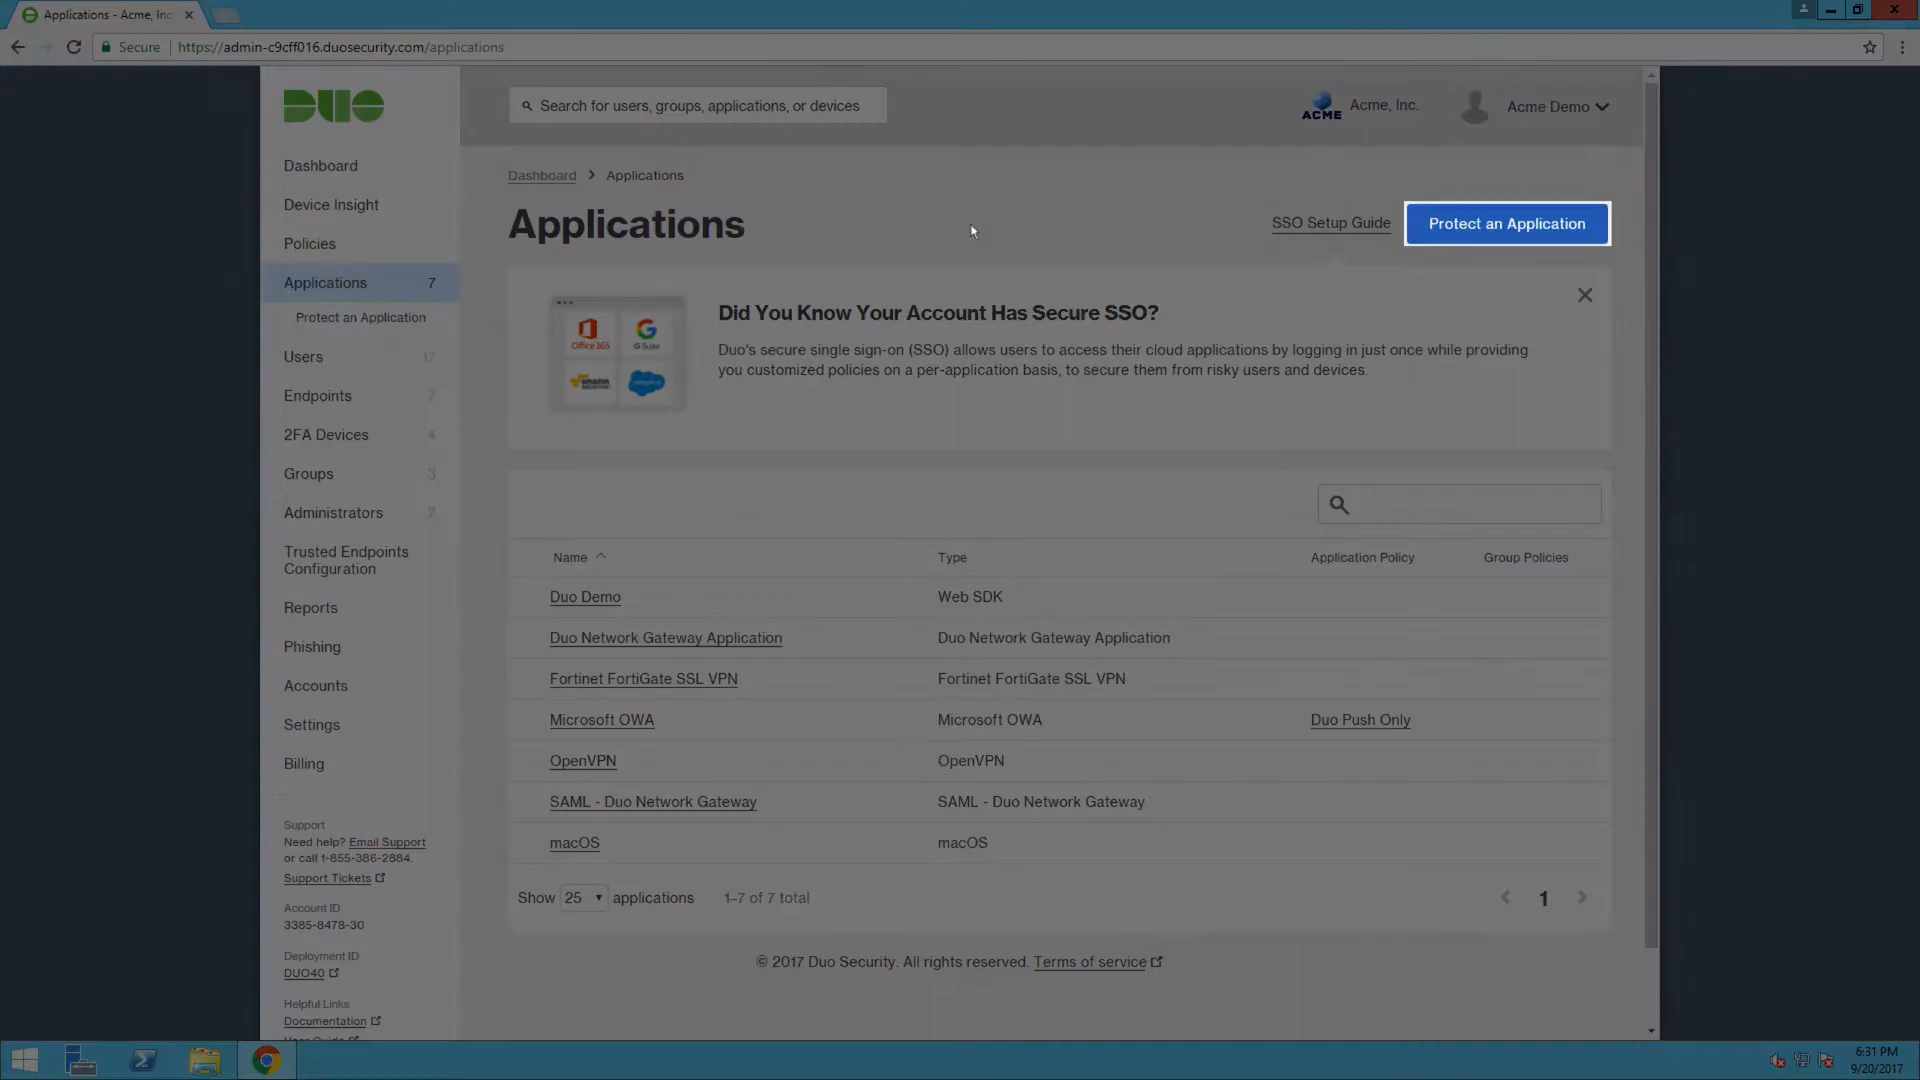 Applications - Acme, Inc
Secure
https://admin-c9cff016.duosecurity.com/applications
DUO
Search for users, groups, applications, or devices
ACME
Acme, Inc.
Acme Demo
Dashboard
Device Insight
Policies
Applications 7
Protect an Application
Users 17
Endpoints 7
2FA Devices 4
Groups 3
Administrators 2
Trusted Endpoints
Configuration
Reports
Phishing
Accounts
Settings
Billing
Support
Need help? Email Support
or call 1-855-386-2884.
Support Tickets
Account ID
3385-8478-30
Deployment ID
DUO40
Helpful Links
Documentation
Dashboard > Applications
Applications
SSO Setup Guide
Protect an Application
Office 365
G Suite
amazon
Did You Know Your Account Has Secure SSO?
Duo's secure single sign-on (SSO) allows users to access their cloud applications by logging in just once while providing
you customized policies on a per-application basis, to secure them from risky users and devices.
Name Type Application Policy Group Policies
Duo Demo Web SDK
Duo Network Gateway Application Duo Network Gateway Application
Fortinet FortiGate SSL VPN Fortinet FortiGate SSL VPN
Microsoft OWA Microsoft OWA Duo Push Only
OpenVPN OpenVPN
SAML - Duo Network Gateway SAML - Duo Network Gateway
macOS macOS
Show 25 applications 1–7 of 7 total
1
© 2017 Duo Security. All rights reserved. Terms of service
6:31 PM
9/20/2017